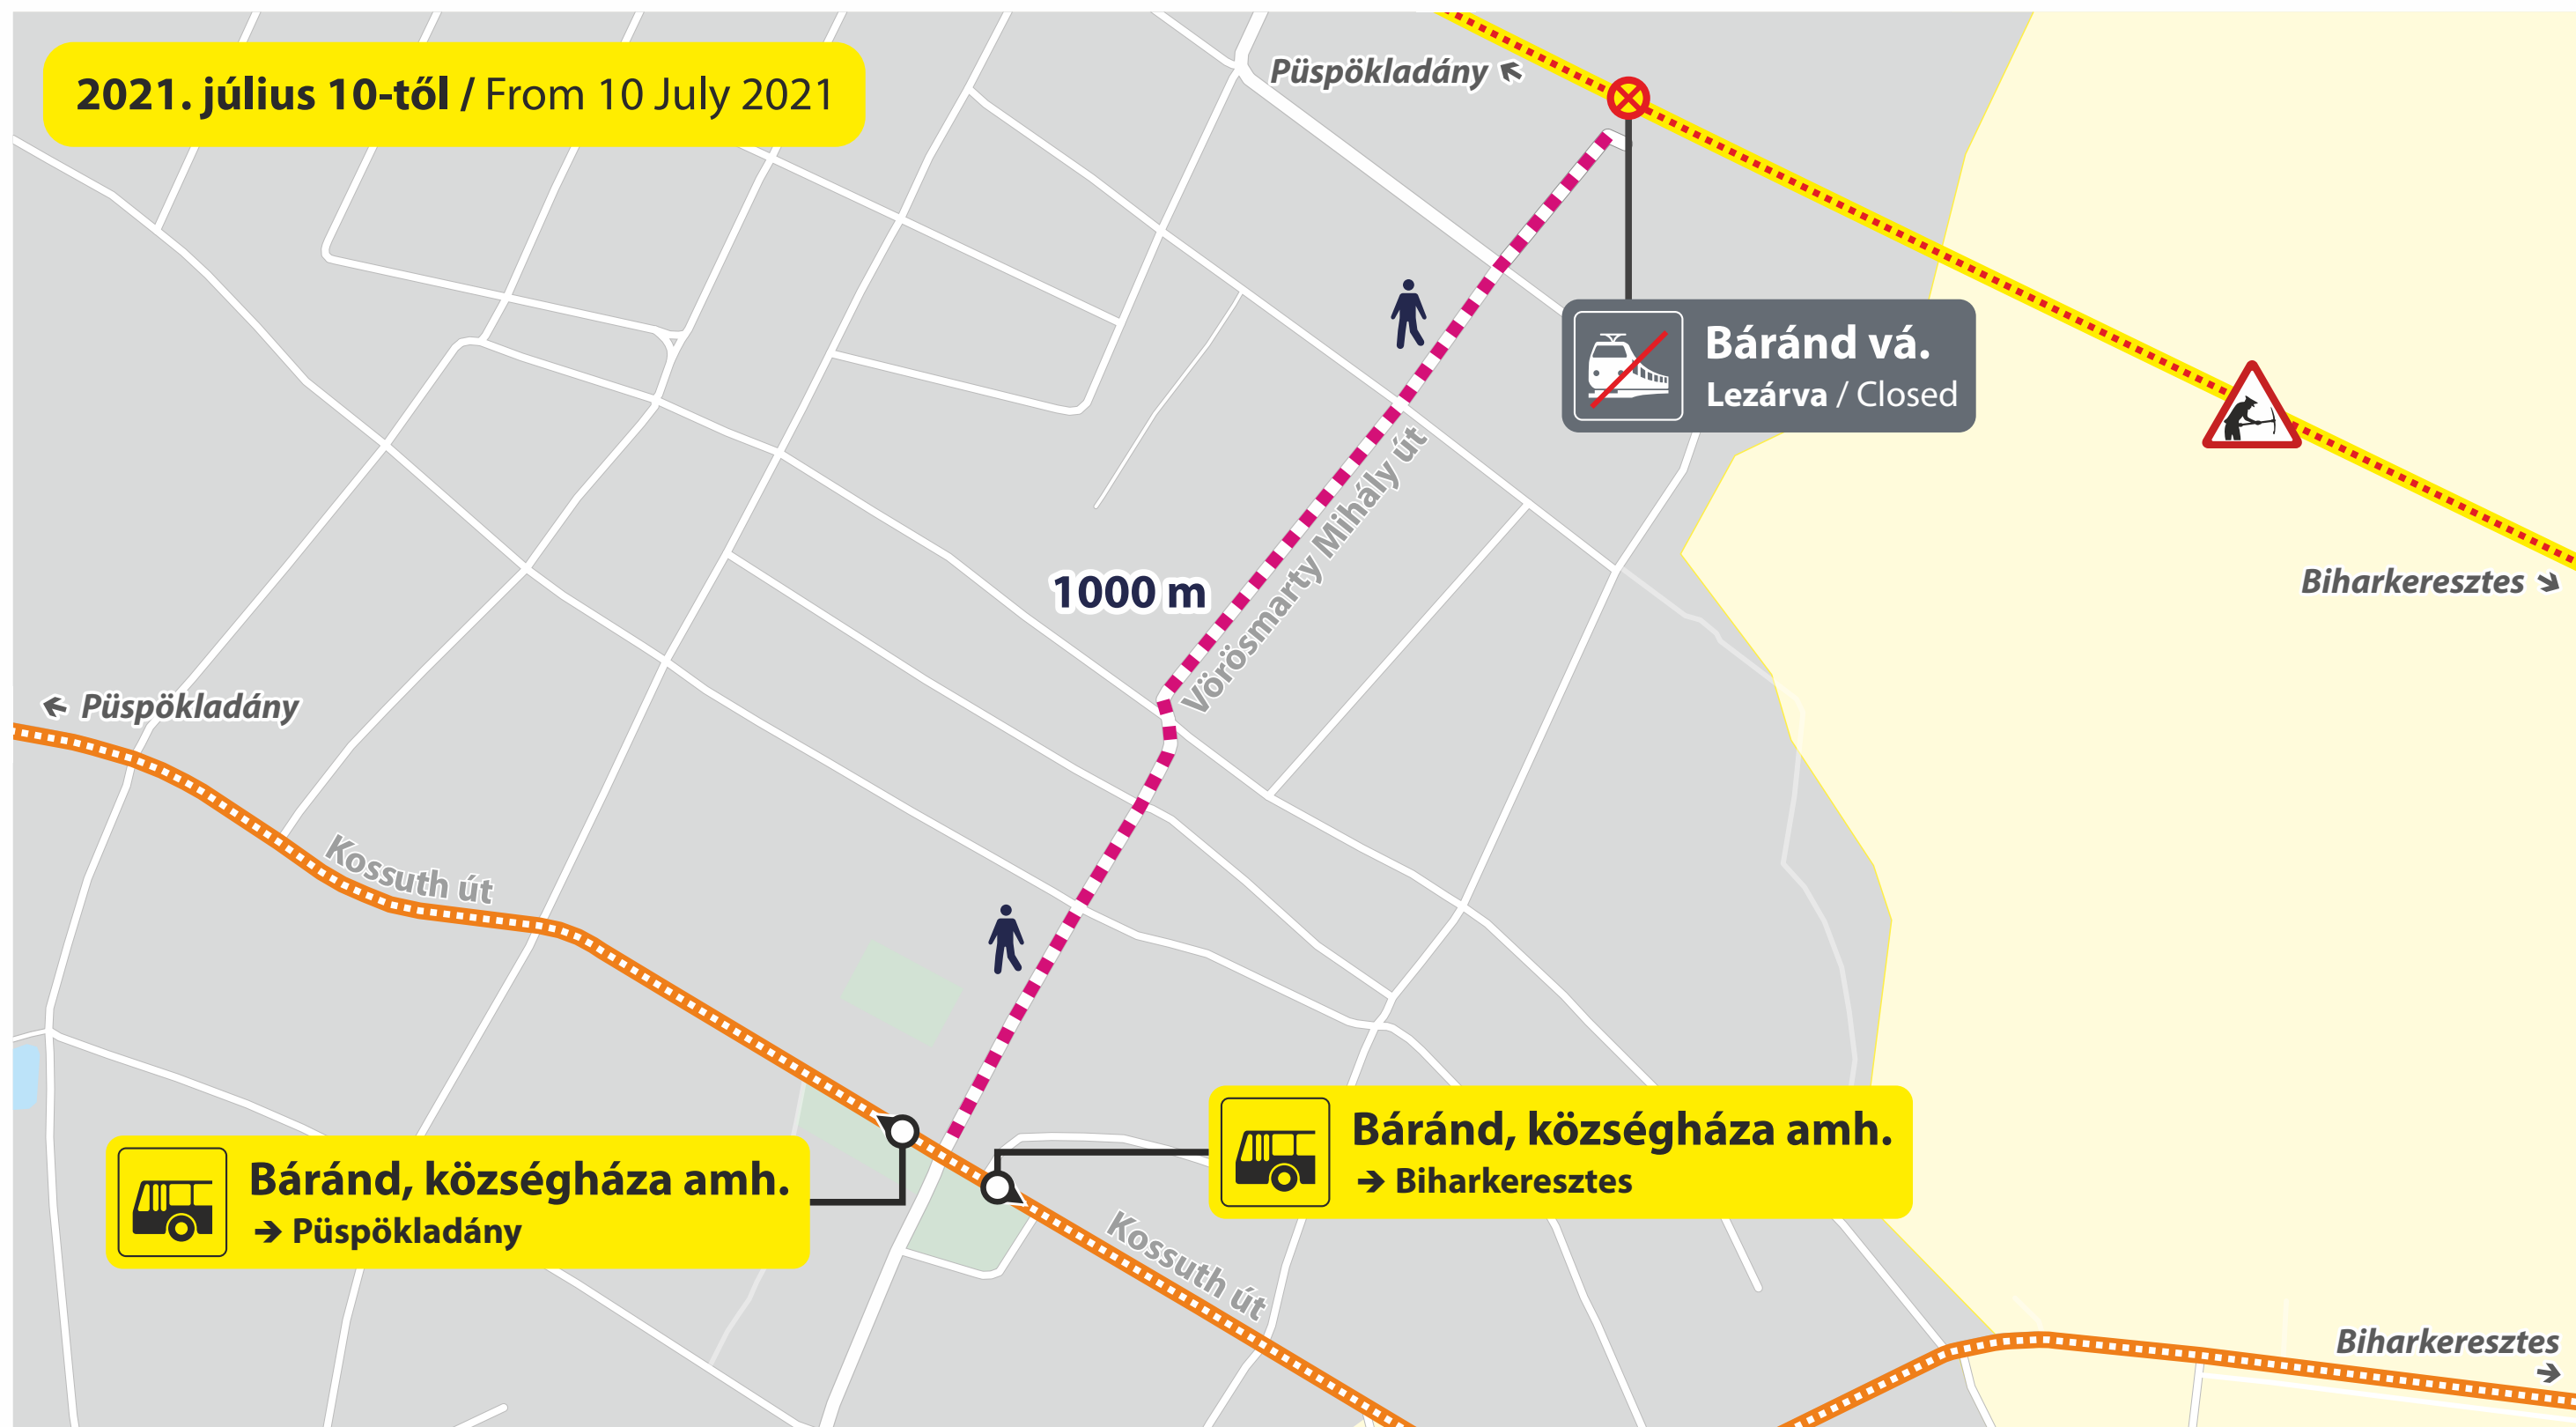 2021. július 10-től / From 10 July 2021
Püspökladány
Báránd vá.
Lezárva / Closed
Vörösmarty Mihály út
1000 m
Biharkeresztes
Püspökladány
Kossuth út
Báránd, községháza amh.
→ Biharkeresztes
Báránd, községháza amh.
→ Püspökladány
Kossuth út
Biharkeresztes